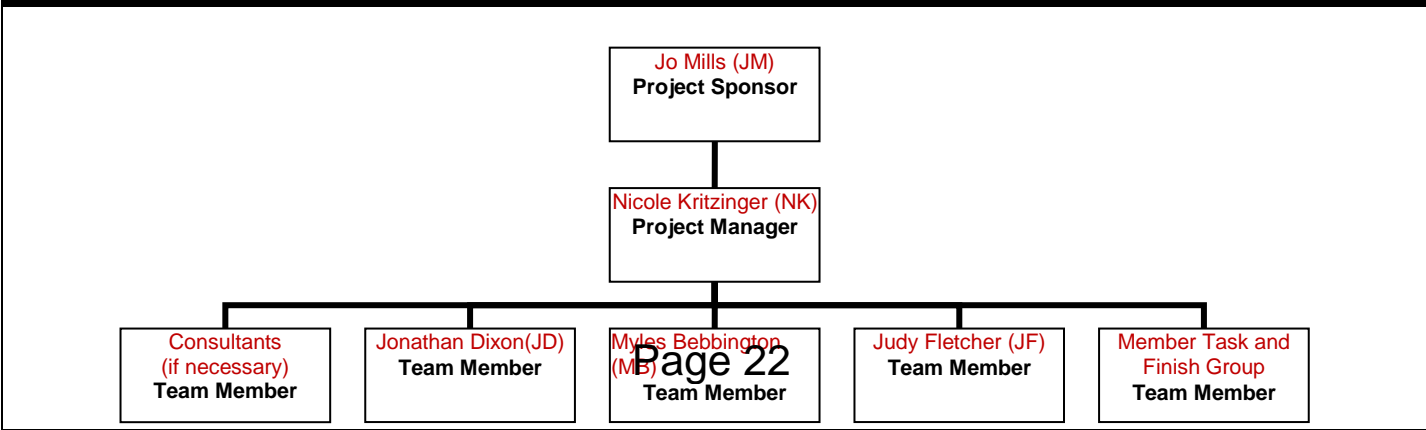 Jo Mills (JM)
Project Sponsor
Nicole Kritzinger (NK)
Project Manager
Consultants
(if necessary)
Team Member
Jonathan Dixon(JD)
Team Member
Myles Bebbington
(MB)
Team Member
Judy Fletcher (JF)
Team Member
Member Task and
Finish Group
Team Member
Page 22